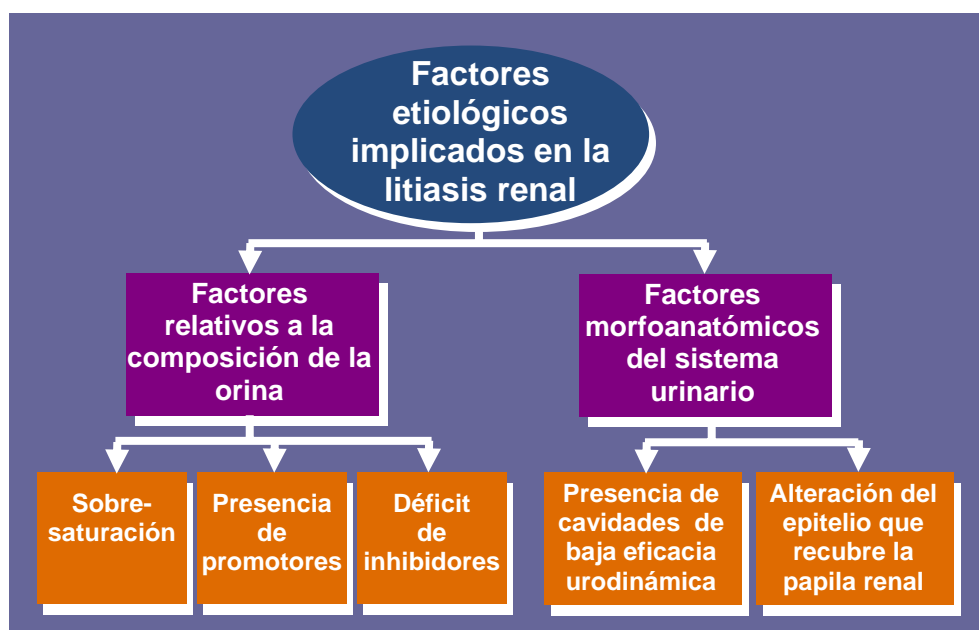 Factores
etiológicos
implicados en la
litiasis renal
Factores
relativos a la
composición de la
orina
Factores
morfoanatómicos
del sistema
urinario
Sobre-
saturación
Presencia
de
promotores
Déficit
de
inhibidores
Presencia de
cavidades de
baja eficacia
urodinámica
Alteración del
epitelio que
recubre la
papila renal